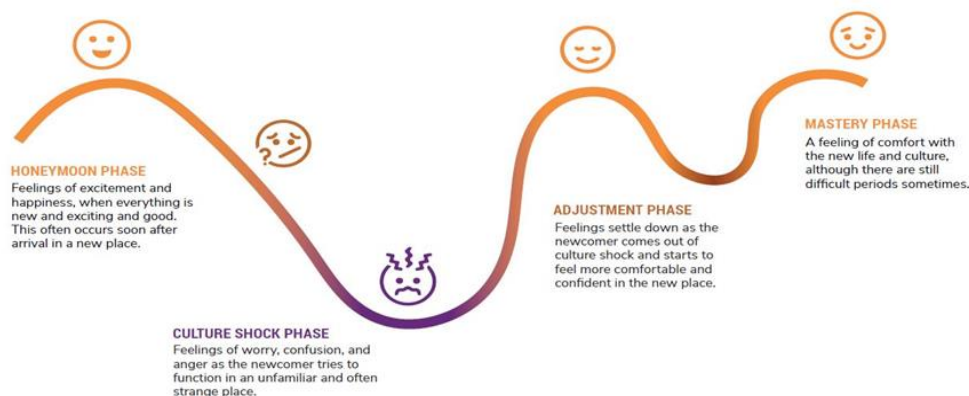 HONEYMOON PHASE
Feelings of excitement and
happiness, when everything is
new and exciting and good.
This often occurs soon after
arrival in a new place.
?
CULTURE SHOCK PHASE
Feelings of worry, confusion, and
anger as the newcomer tries to
function in an unfamiliar and often
strange place.
ADJUSTMENT PHASE
Feelings settle down as the
newcomer comes out of
culture shock and starts to
feel more comfortable and
confident in the new place.
MASTERY PHASE
A feeling of comfort with
the new life and culture,
although there are still
difficult periods sometimes.